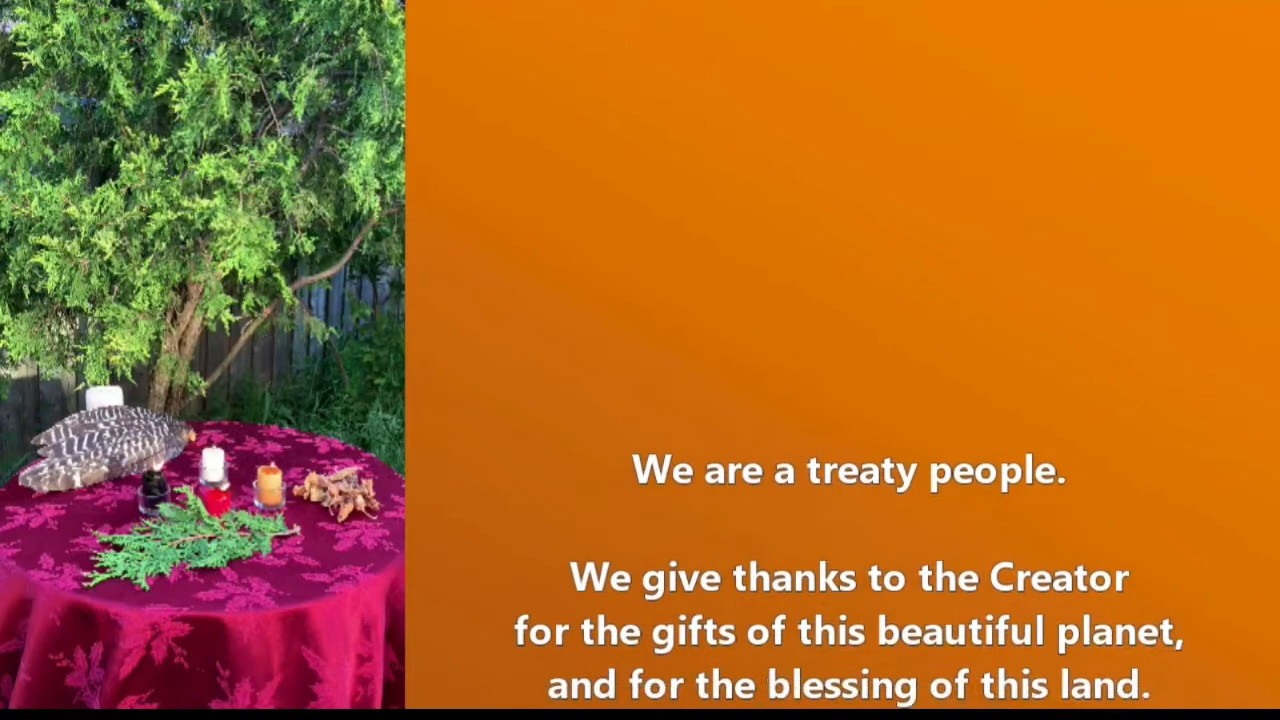 We are a treaty people.
We give thanks to the Creator
for the gifts of this beautiful planet,
and for the blessing of this land.